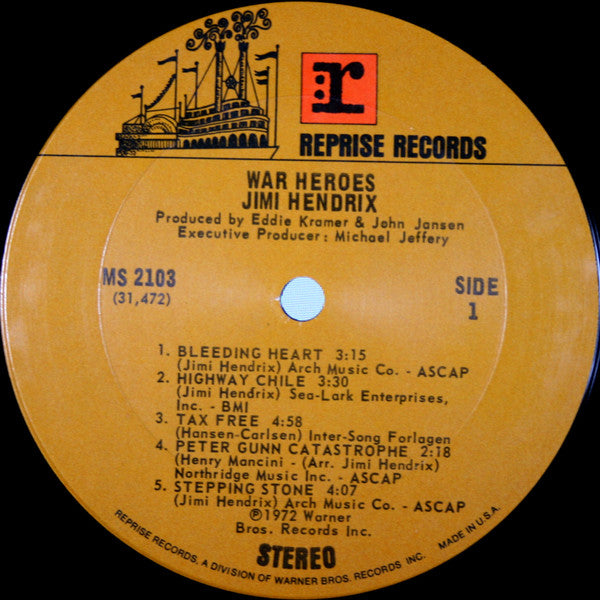 r
REPRISE RECORDS
WAR HEROES
JIMI HENDRIX
Produced by Eddie Kramer & John Jansen
Executive Producer: Michael Jeffery
MS 2103
(31,472)
SIDE
1
1. BLEEDING HEART 3:15
(Jimi Hendrix) Arch Music Co. - ASCAP
2. HIGHWAY CHILE 3:30
(Jimi Hendrix) Sea-Lark Enterprises,
Inc. - BMI
3. TAX FREE 4:58
(Hansen-Carlsen) Inter-Song Forlagen
4. PETER GUNN CATASTROPHE 2:18
(Henry Mancini - (Arr. Jimi Hendrix)
Northridge Music Inc. - ASCAP
5. STEPPING STONE 4:07
(Jimi Hendrix) Arch Music Co. - ASCAP
℗1972 Warner
Bros. Records Inc.
STEREO
REPRISE RECORDS, A DIVISION OF WARNER BROS. RECORDS INC. MADE IN U.S.A.